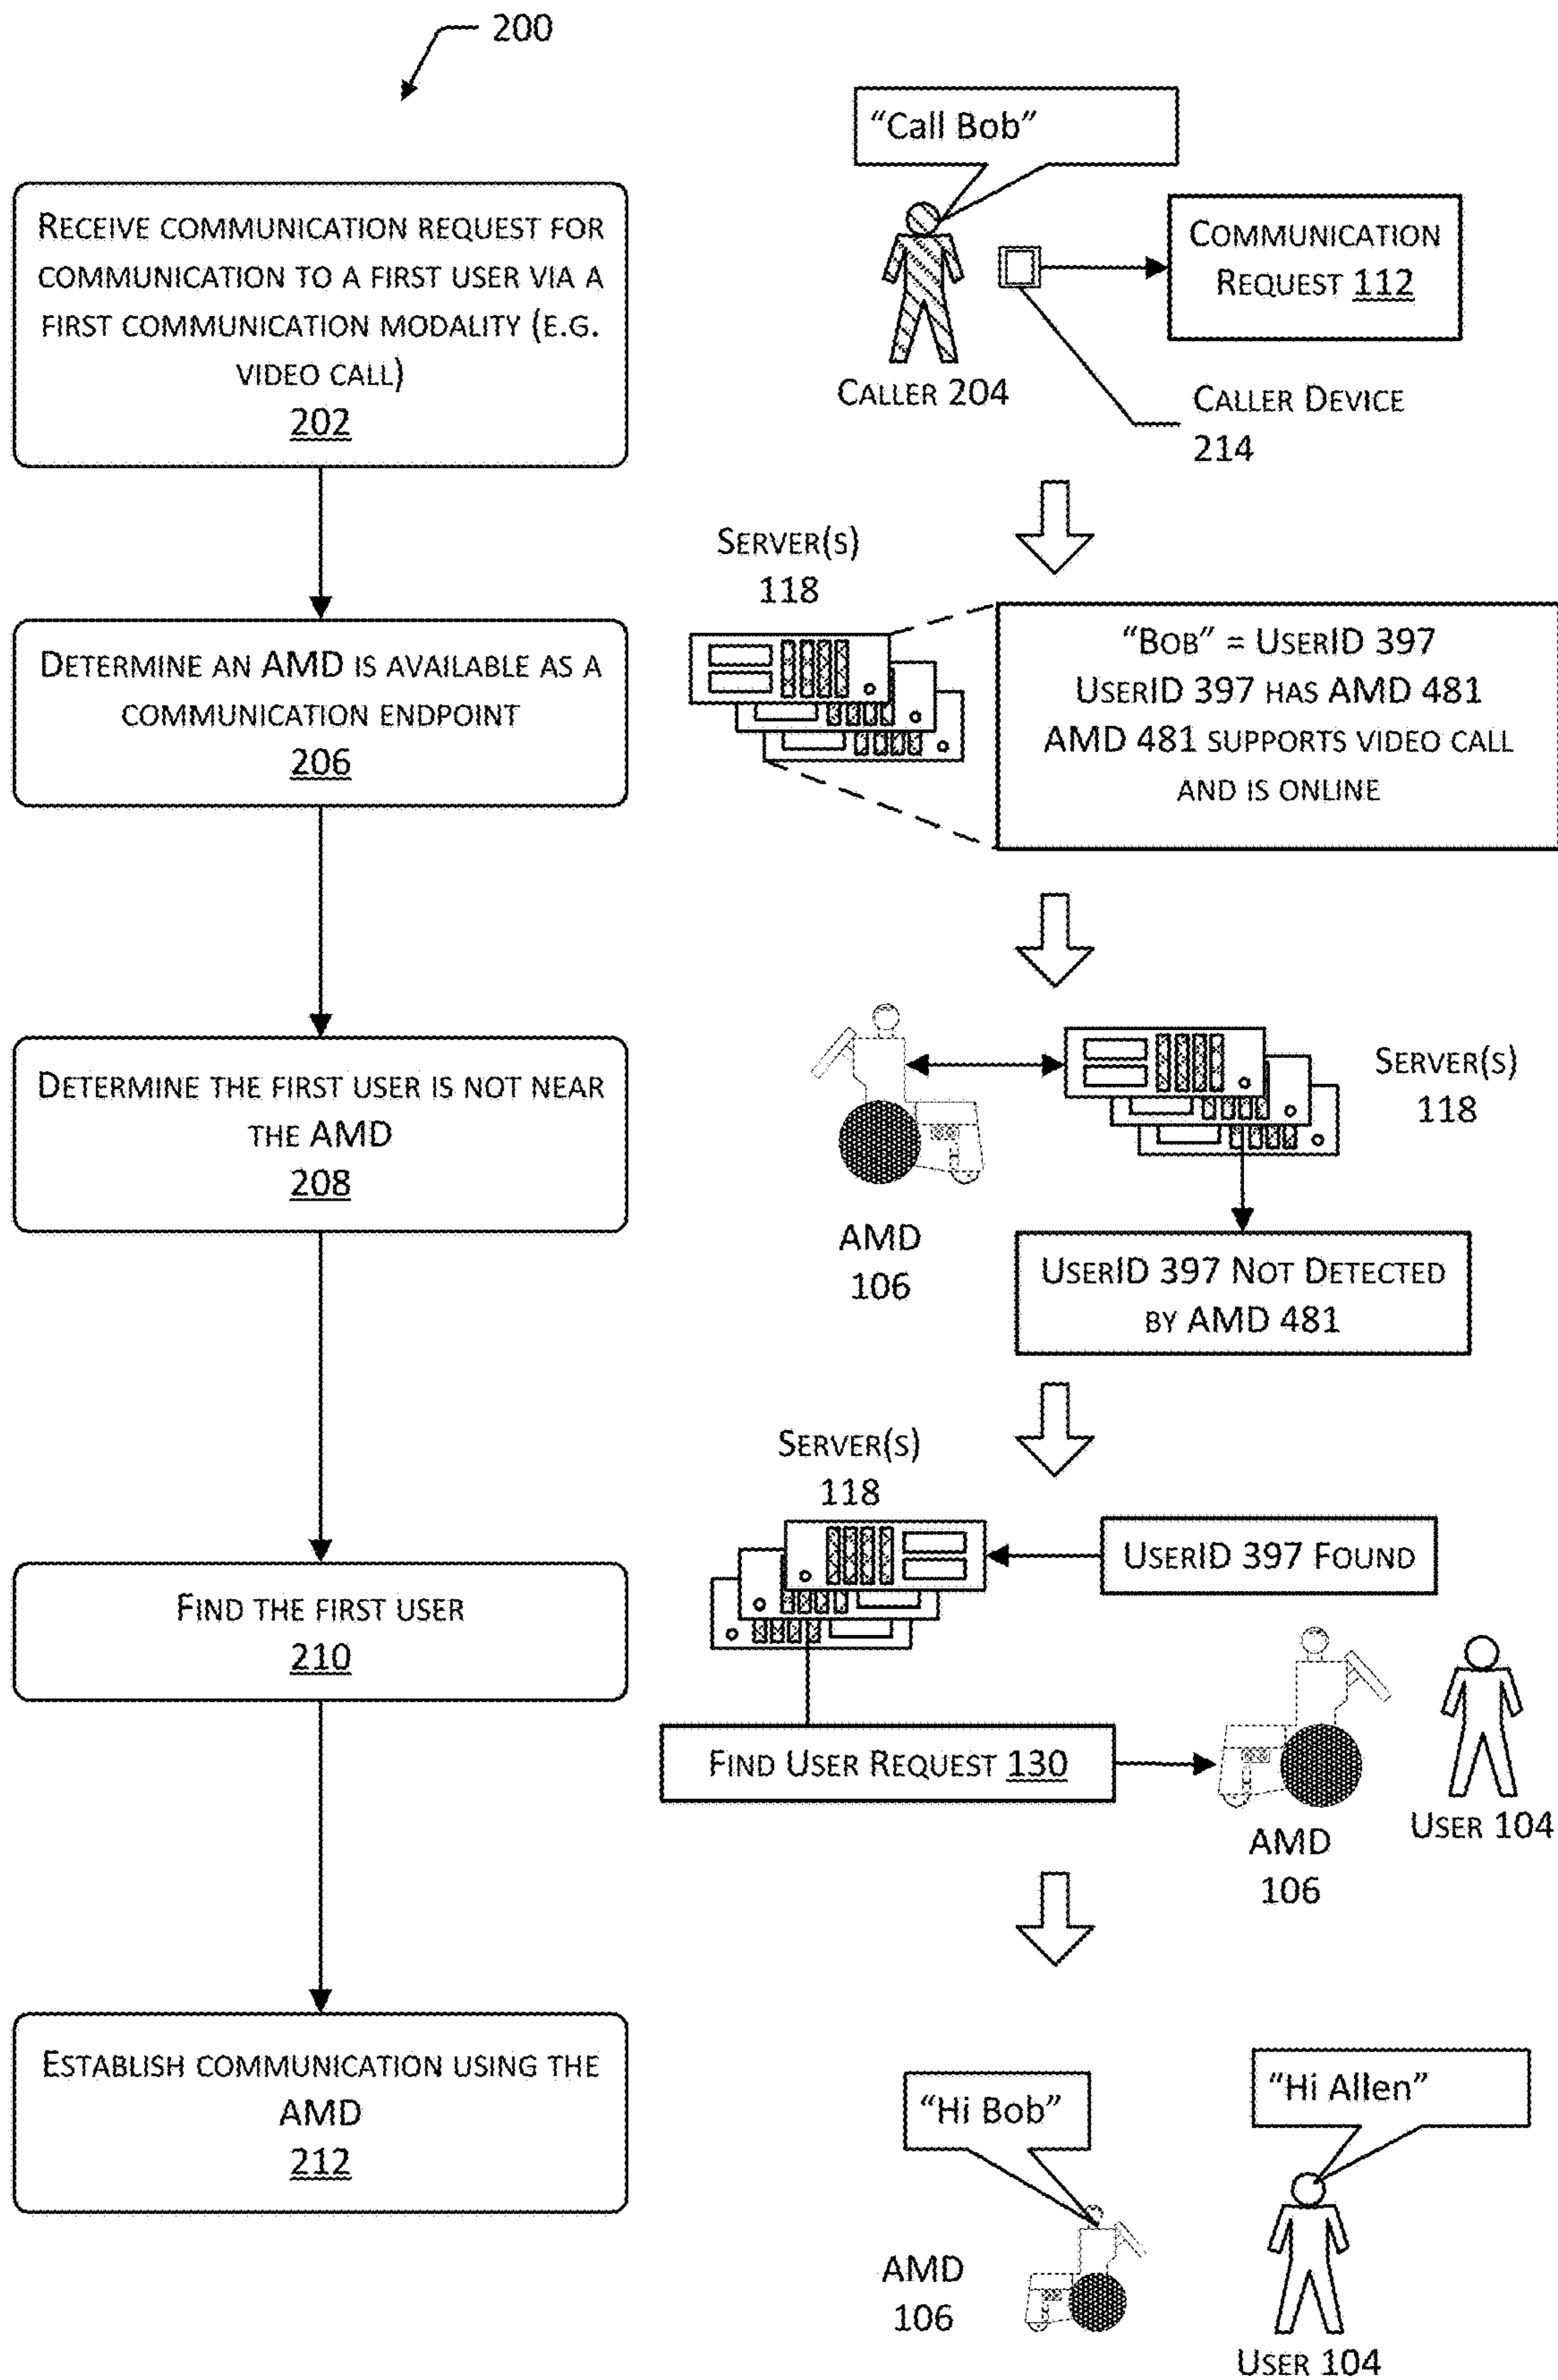 200
RECEIVE COMMUNICATION REQUEST FOR
COMMUNICATION TO A FIRST USER VIA A
FIRST COMMUNICATION MODALITY (E.G.
VIDEO CALL)
202
"Call Bob"
COMMUNICATION
REQUEST 112
CALLER 204
CALLER DEVICE
214
DETERMINE AN AMD IS AVAILABLE AS A
COMMUNICATION ENDPOINT
206
SERVER(S)
118
"BOB" = USERID 397
USERID 397 HAS AMD 481
AMD 481 SUPPORTS VIDEO CALL
AND IS ONLINE
DETERMINE THE FIRST USER IS NOT NEAR
THE AMD
208
SERVER(S)
118
AMD
106
USERID 397 NOT DETECTED
BY AMD 481
FIND THE FIRST USER
210
SERVER(S)
118
USERID 397 FOUND
FIND USER REQUEST 130
AMD
106
USER 104
ESTABLISH COMMUNICATION USING THE
AMD
212
"Hi Bob"
"Hi Allen"
AMD
106
USER 104